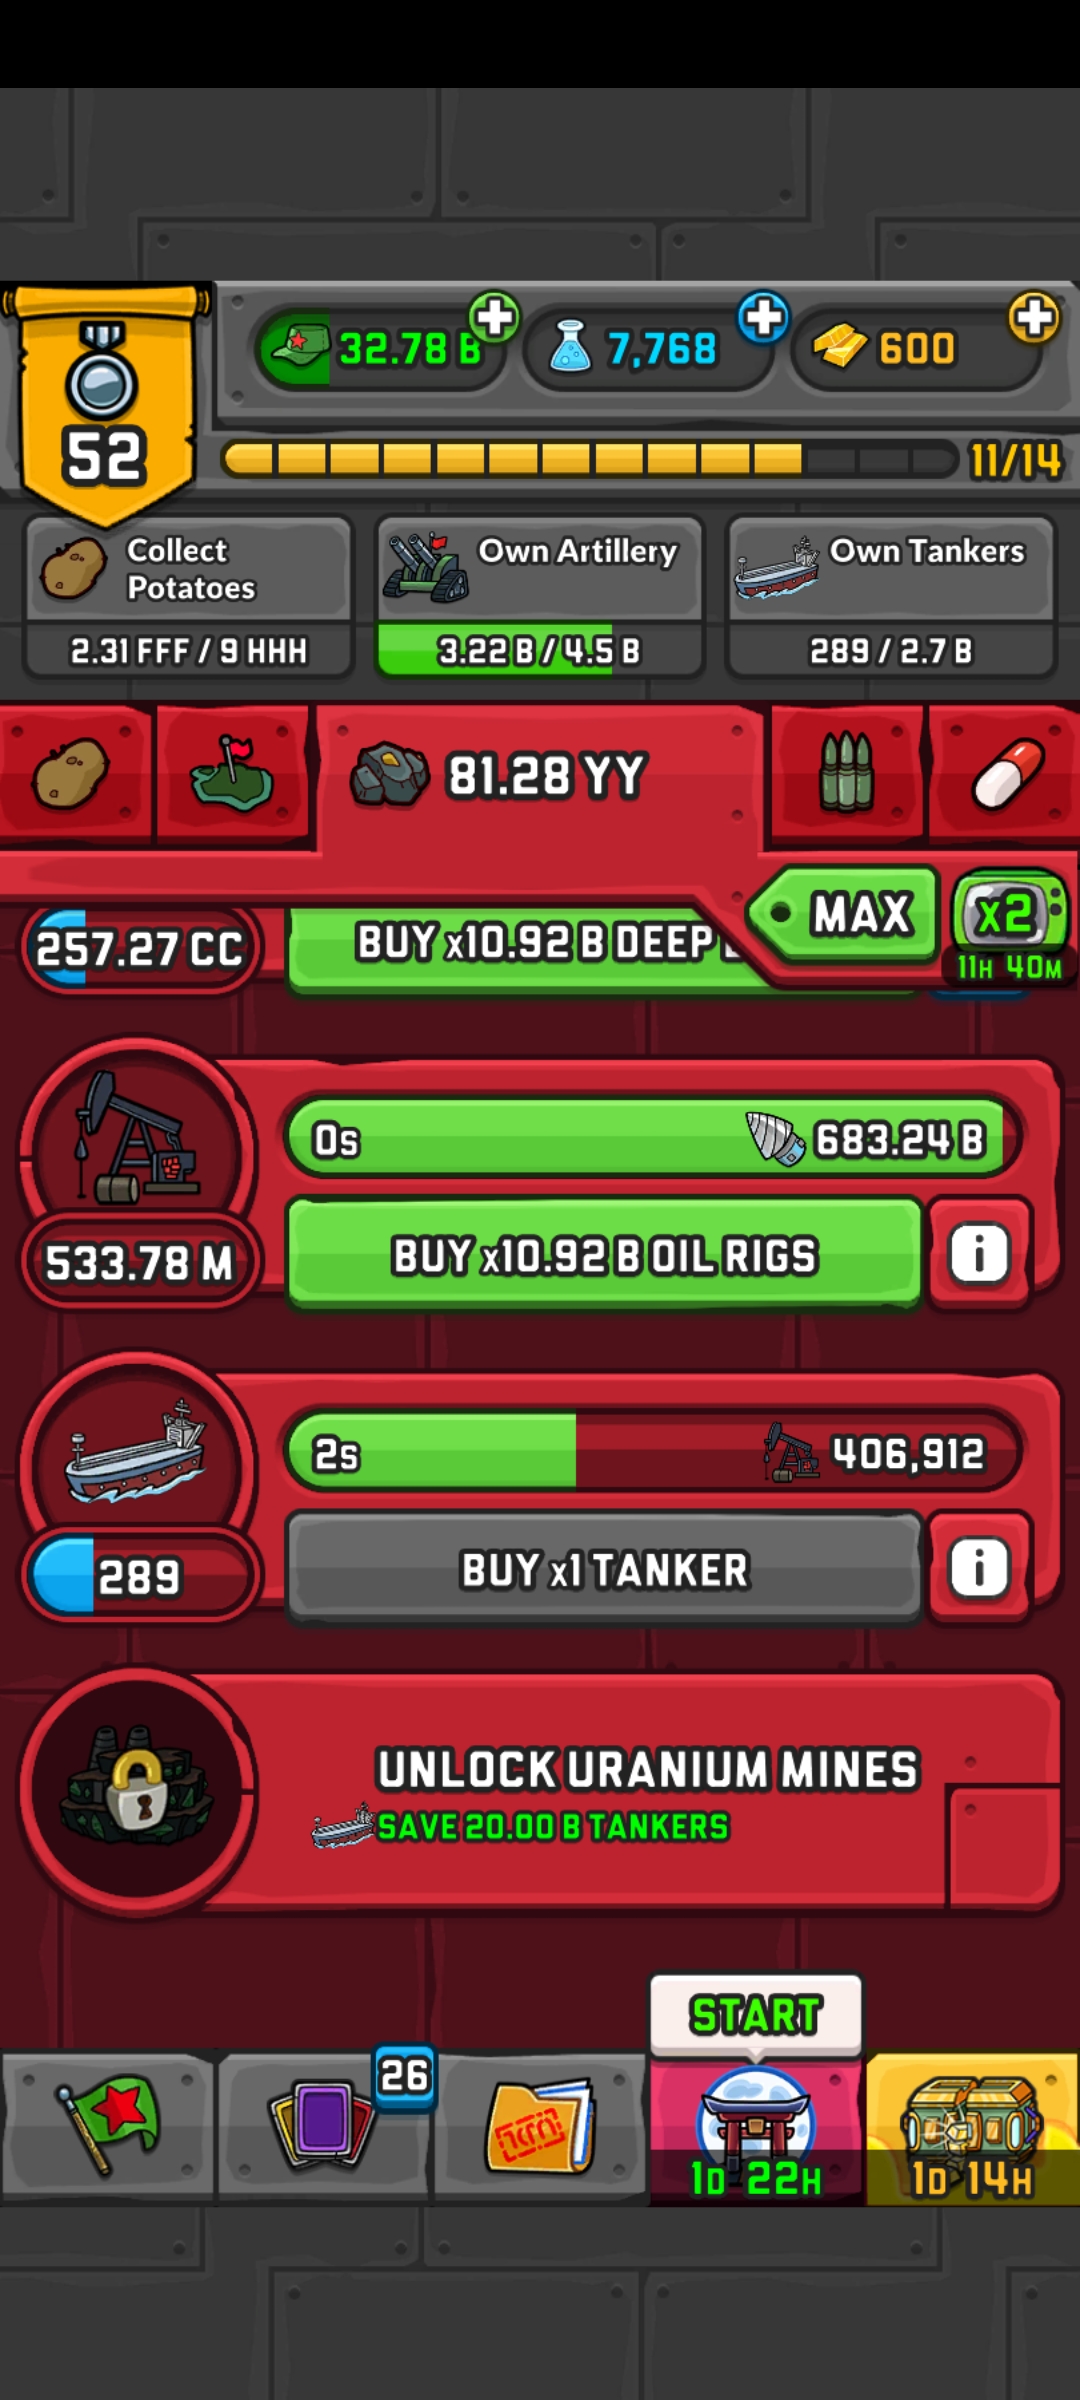 32.78 B
7,768
600
52
11/14
Collect
Potatoes
2.31 FFF / 9 HHH
Own Artillery
3.22 B / 4.5 B
Own Tankers
289 / 2.7 B
81.28 YY
MAX
x2
11H 40M
257.27 CC
BUY x10.92 B DEEP
0s
683.24 B
533.78 M
BUY x10.92 B OIL RIGS
i
2s
406,912
289
BUY x1 TANKER
i
UNLOCK URANIUM MINES
SAVE 20.00 B TANKERS
START
26
1D 22H
1D 14H